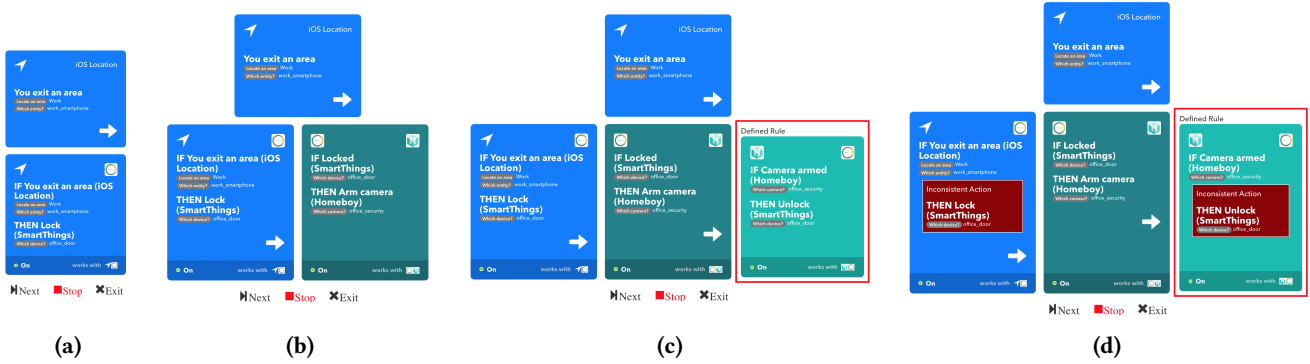 iOS Location
You exit an area
Locate an area Work
Which entity? work_smartphone
IF You exit an area (iOS
Location)
Locate an area Work
Which entity? work_smartphone
THEN Lock
(SmartThings)
Which device? office_door
On
works with
Next
Stop
Exit
(a)
iOS Location
You exit an area
Locate an area Work
Which entity? work_smartphone
IF You exit an area (iOS
Location)
Locate an area Work
Which entity? work_smartphone
THEN Lock
(SmartThings)
Which device? office_door
On
works with
IF Locked
(SmartThings)
Which device? office_door
THEN Arm camera
(Homeboy)
Which camera? office_security
On
works with
Next
Stop
Exit
(b)
iOS Location
You exit an area
Locate an area Work
Which entity? work_smartphone
IF You exit an area (iOS
Location)
Locate an area Work
Which entity? work_smartphone
THEN Lock
(SmartThings)
Which device? office_door
On
works with
IF Locked
(SmartThings)
Which device? office_door
THEN Arm camera
(Homeboy)
Which camera? office_security
On
works with
Defined Rule
IF Camera armed
(Homeboy)
Which camera? office_security
THEN Unlock
(SmartThings)
Which device? office_door
On
works with
Next
Stop
Exit
(c)
iOS Location
You exit an area
Locate an area Work
Which entity? work_smartphone
IF You exit an area (iOS
Location)
Locate an area Work
Which entity? work_smartphone
Inconsistent Action
THEN Lock
(SmartThings)
Which device? office_door
On
works with
IF Locked
(SmartThings)
Which device? office_door
THEN Arm camera
(Homeboy)
Which camera? office_security
On
works with
Defined Rule
IF Camera armed
(Homeboy)
Which camera? office_security
Inconsistent Action
THEN Unlock
(SmartThings)
Which device? office_door
On
works with
Next
Stop
Exit
(d)